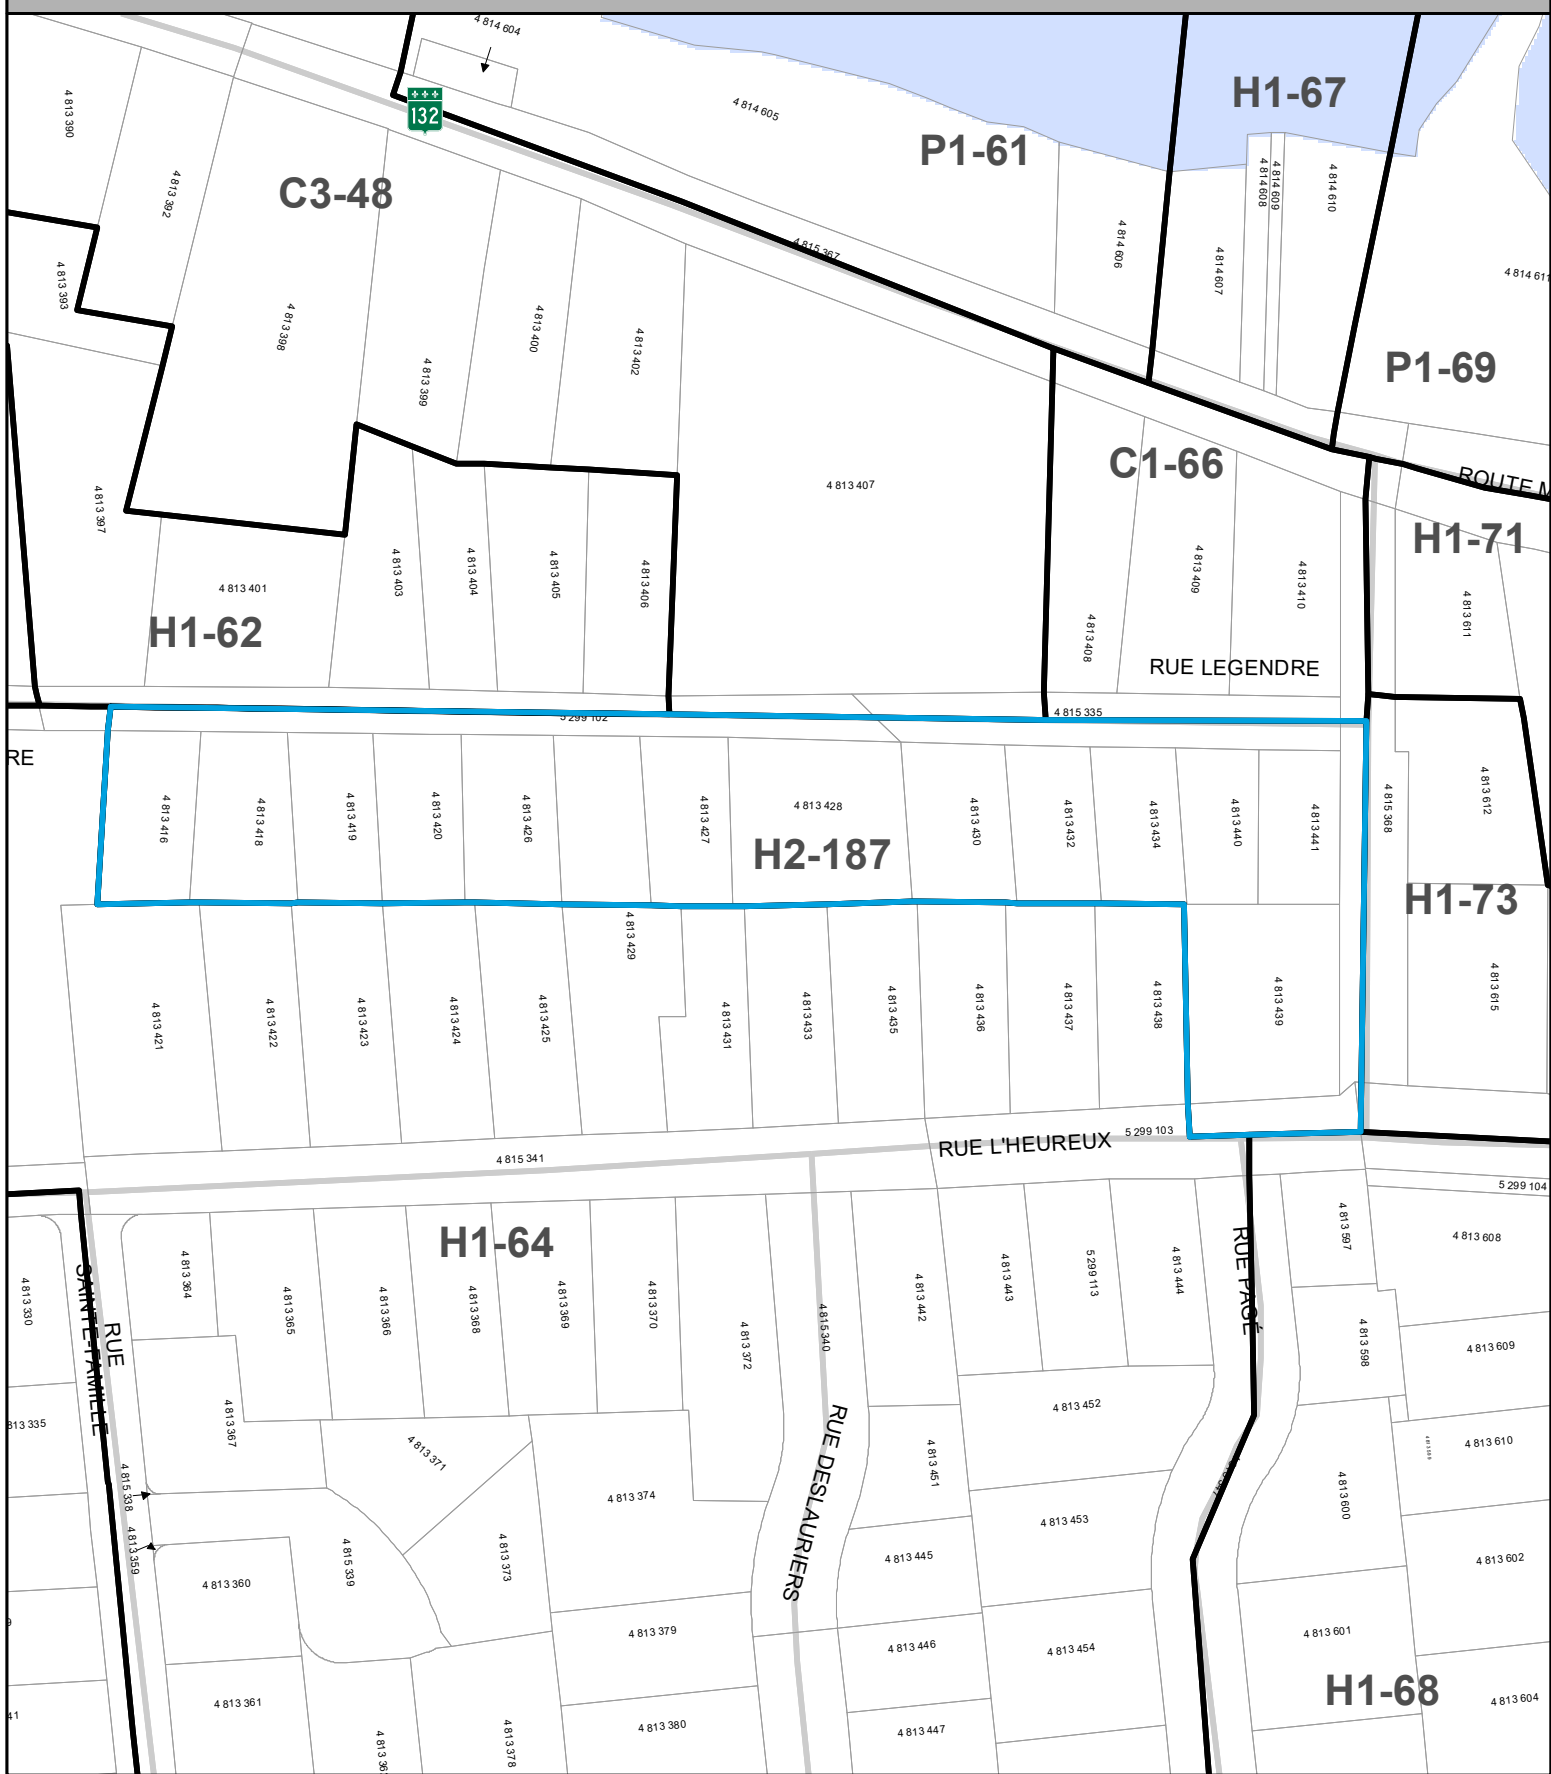 4 814 604
132
4 813 390
4 814 605
H1-67
P1-61
4 814 608
4 814 609
4 814 610
4 813 392
C3-48
4 814 606
4 815 367
4 814 607
4 813 393
4 814 611
4 813 398
4 813 400
4 813 402
4 813 399
P1-69
C1-66
4 813 407
ROUTE M
4 813 397
H1-71
4 813 401
4 813 403
4 813 404
4 813 405
4 813 406
4 813 409
4 813 410
4 813 611
H1-62
4 813 408
RUE LEGENDRE
5 299 102
4 815 335
RE
4 813 416
4 813 418
4 813 419
4 813 420
4 813 426
4 813 427
4 813 428
4 813 430
4 813 432
4 813 434
4 813 440
4 813 441
4 815 368
4 813 612
H2-187
H1-73
4 813 429
4 813 421
4 813 422
4 813 423
4 813 424
4 813 425
4 813 431
4 813 433
4 813 435
4 813 436
4 813 437
4 813 438
4 813 439
4 813 615
RUE L'HEUREUX
5 299 103
4 815 341
5 299 104
H1-64
4 813 364
4 813 330
4 813 365
4 813 366
4 813 368
4 813 369
4 813 370
4 813 372
4 815 340
4 813 442
4 813 443
5 299 113
4 813 444
RUE PAGÉ
4 813 597
4 813 608
RUE
SAINTE-FAMILLE
4 813 598
4 813 609
813 335
4 813 367
4 813 371
RUE DESLAURIERS
4 813 452
4 813 451
4 813 610
4 815 338
4 813 374
4 813 453
4 813 600
4 813 359
4 815 339
4 813 373
4 813 445
4 813 602
4 813 360
4 813 379
4 813 446
4 813 454
4 813 601
H1-68
4 813 361
4 813 380
4 813 447
4 813 604
41
4 813 378